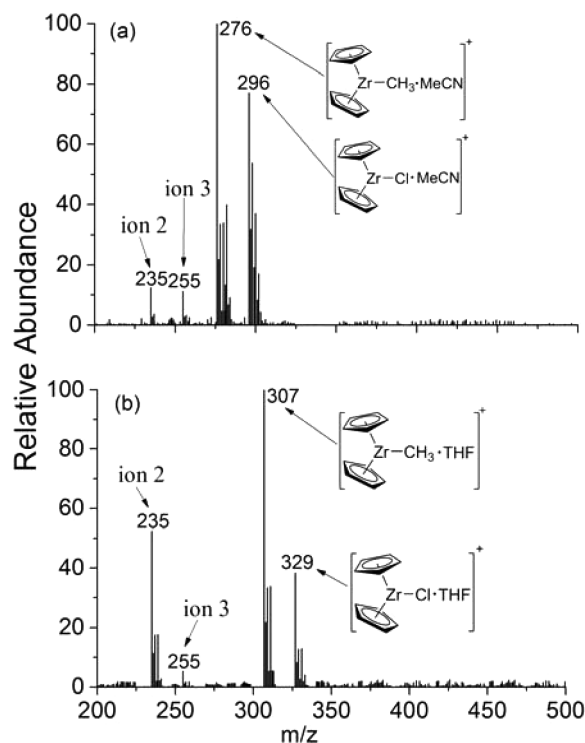 Relative Abundance
100
80
60
40
20
0
(a)
276
296
ion 2
ion 3
235
255
+
Zr—CH₃·MeCN
+
Zr—Cl·MeCN
100
80
60
40
20
0
(b)
307
ion 2
235
ion 3
255
329
+
Zr—CH₃·THF
+
Zr—Cl·THF
200 250 300 350 400 450 500
m/z